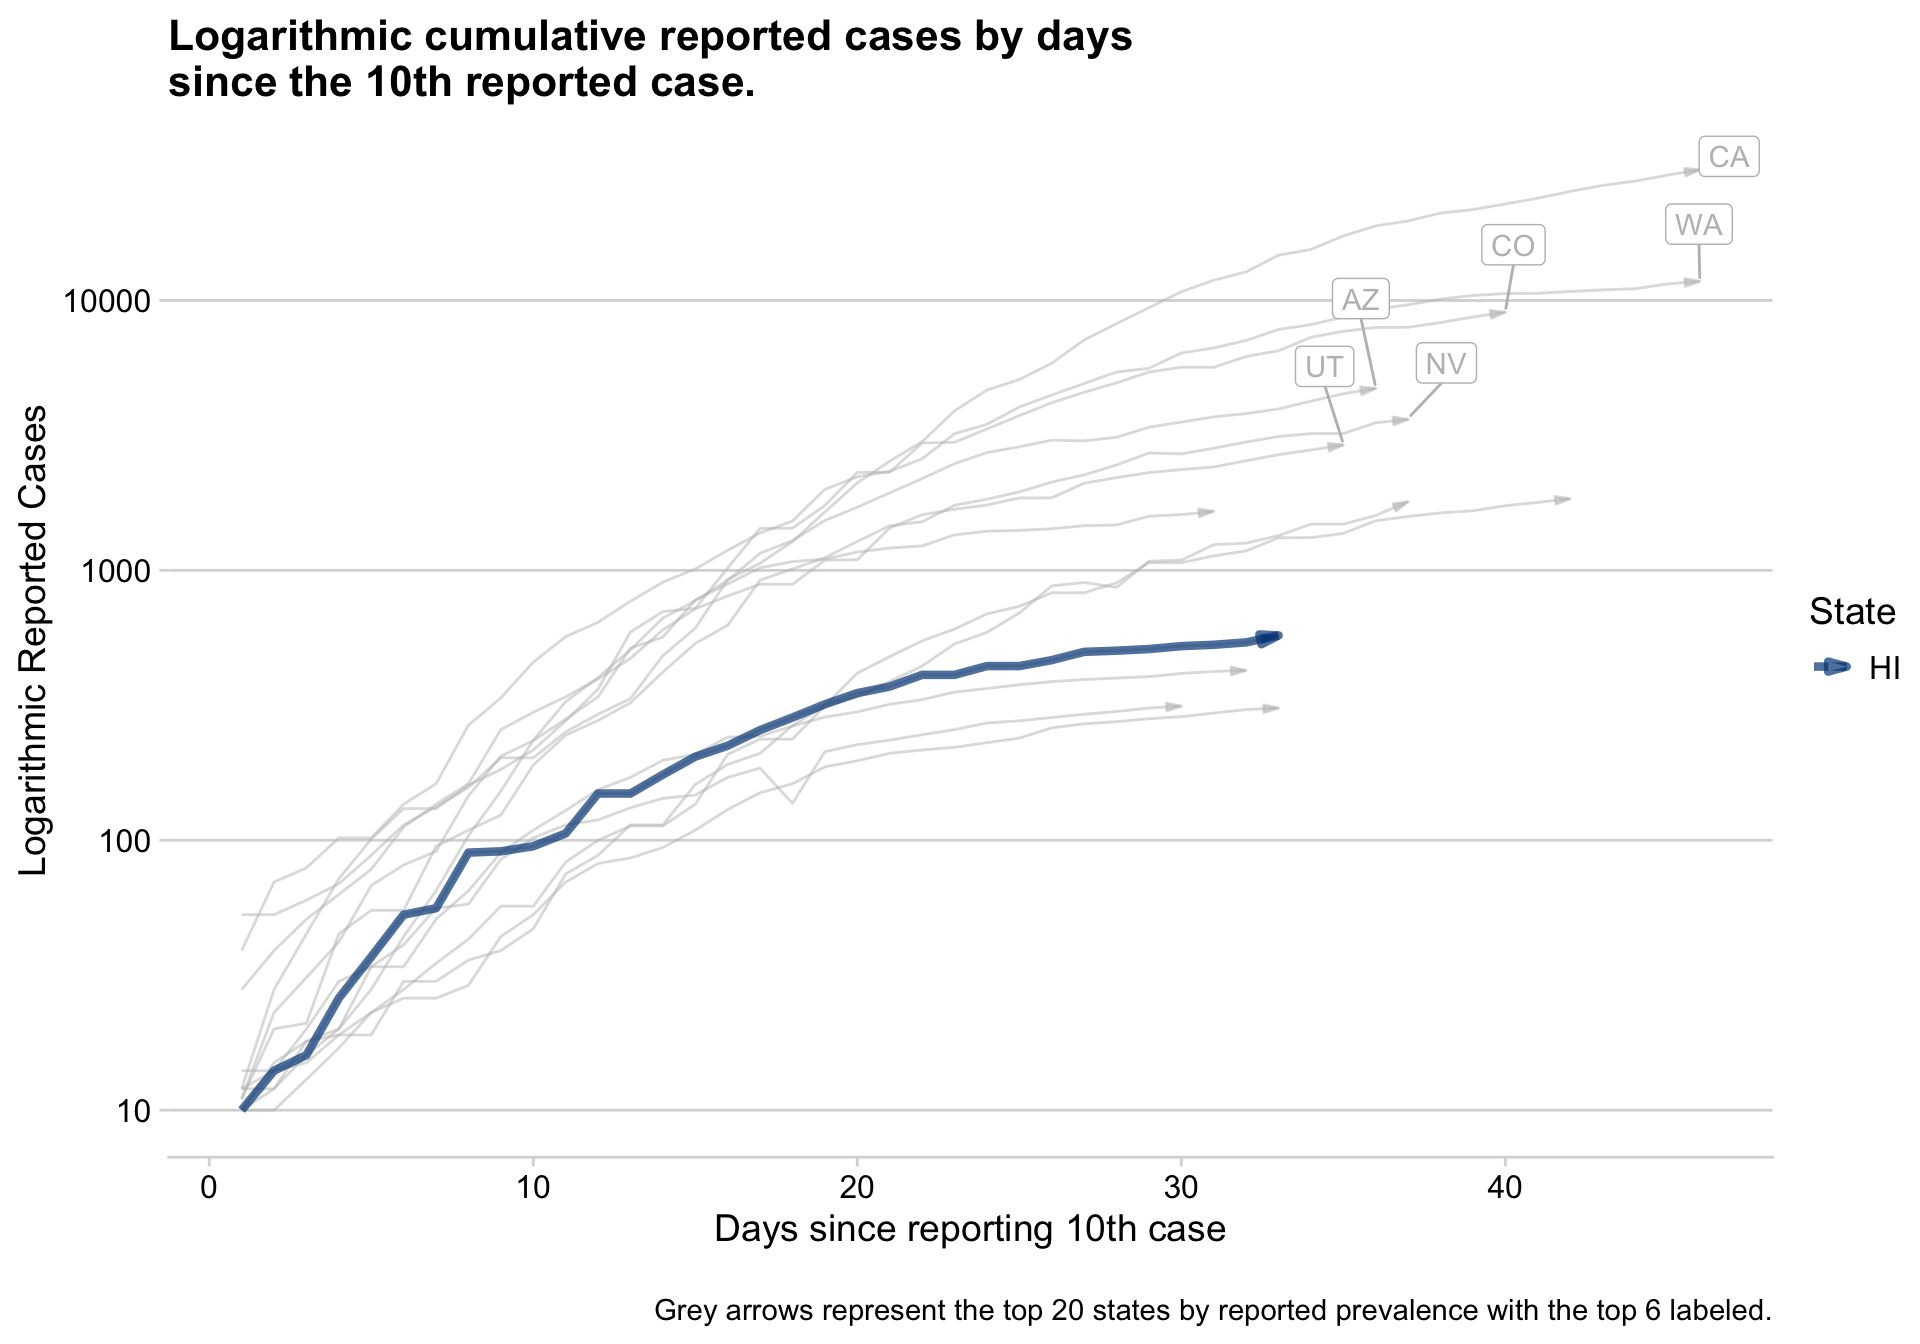 Logarithmic cumulative reported cases by days
since the 10th reported case.
CA
WA
CO
AZ
UT
NV
10000
1000
100
10
Logarithmic Reported Cases
State
HI
0 10 20 30 40
Days since reporting 10th case
Grey arrows represent the top 20 states by reported prevalence with the top 6 labeled.